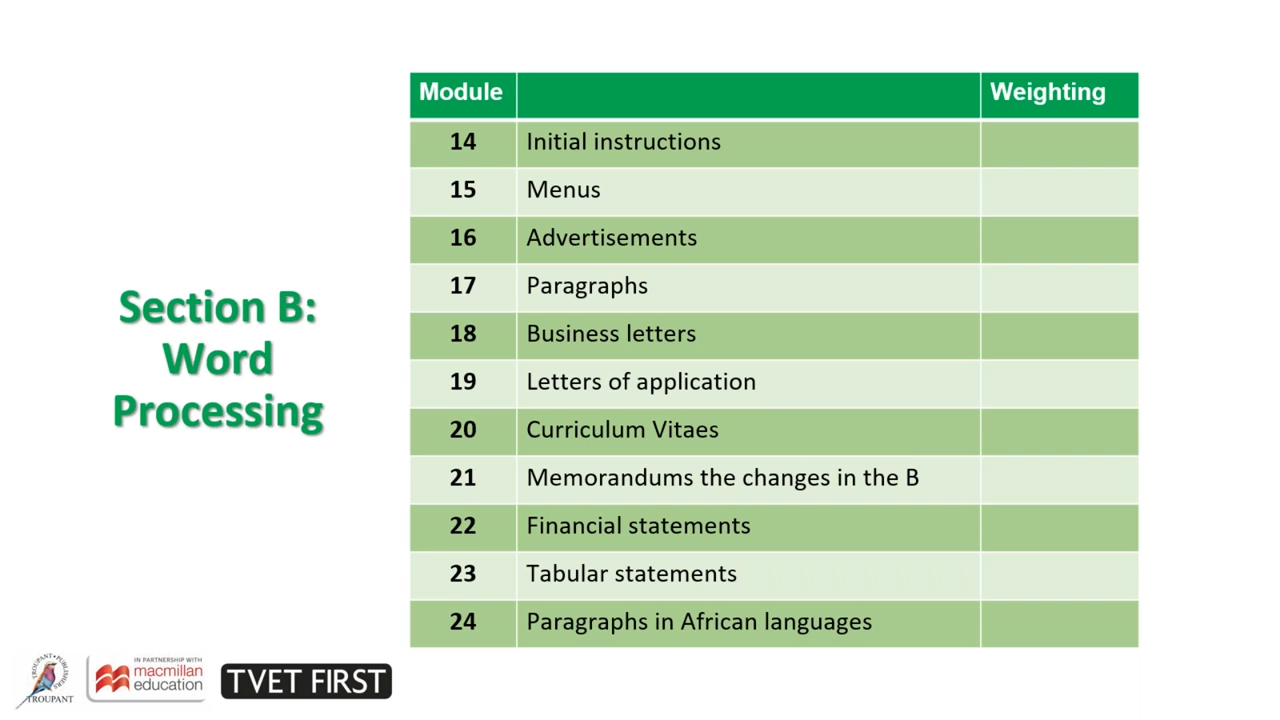 Module Weighting
14 Initial instructions
15 Menus
16 Advertisements
17 Paragraphs
18 Business letters
19 Letters of application
20 Curriculum Vitaes
21 Memorandums the changes in the B
22 Financial statements
23 Tabular statements
24 Paragraphs in African languages
Section B:
Word
Processing
TROUPANT • PUBLISHERS
TROUPANT
IN PARTNERSHIP WITH
macmillan
education
TVET FIRST